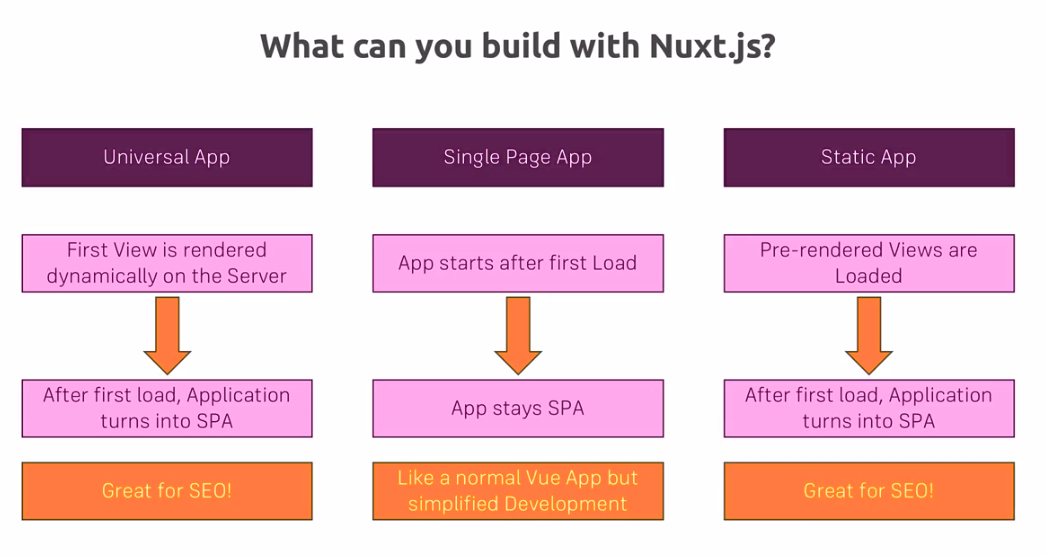 What can you build with Nuxt.js?
Universal App
Single Page App
Static App
First View is rendered
dynamically on the Server
App starts after first Load
Pre-rendered Views are
Loaded
After first load, Application
turns into SPA
App stays SPA
After first load, Application
turns into SPA
Great for SEO!
Like a normal Vue App but
simplified Development
Great for SEO!